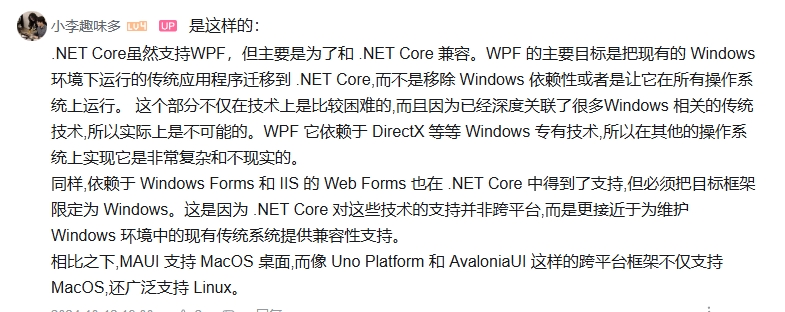 小李趣味多 LV4 UP 是这样的：
.NET Core虽然支持WPF，但主要是为了和 .NET Core 兼容。WPF 的主要目标是把现有的 Windows
环境下运行的传统应用程序迁移到 .NET Core,而不是移除 Windows 依赖性或者是让它在所有操作系
统上运行。 这个部分不仅在技术上是比较困难的,而且因为已经深度关联了很多Windows 相关的传统
技术,所以实际上是不可能的。WPF 它依赖于 DirectX 等等 Windows 专有技术,所以在其他的操作系
统上实现它是非常复杂和不现实的。
同样,依赖于 Windows Forms 和 IIS 的 Web Forms 也在 .NET Core 中得到了支持,但必须把目标框架
限定为 Windows。这是因为 .NET Core 对这些技术的支持并非跨平台,而是更接近于为维护
Windows 环境中的现有传统系统提供兼容性支持。
相比之下,MAUI 支持 MacOS 桌面,而像 Uno Platform 和 AvaloniaUI 这样的跨平台框架不仅支持
MacOS,还广泛支持 Linux。